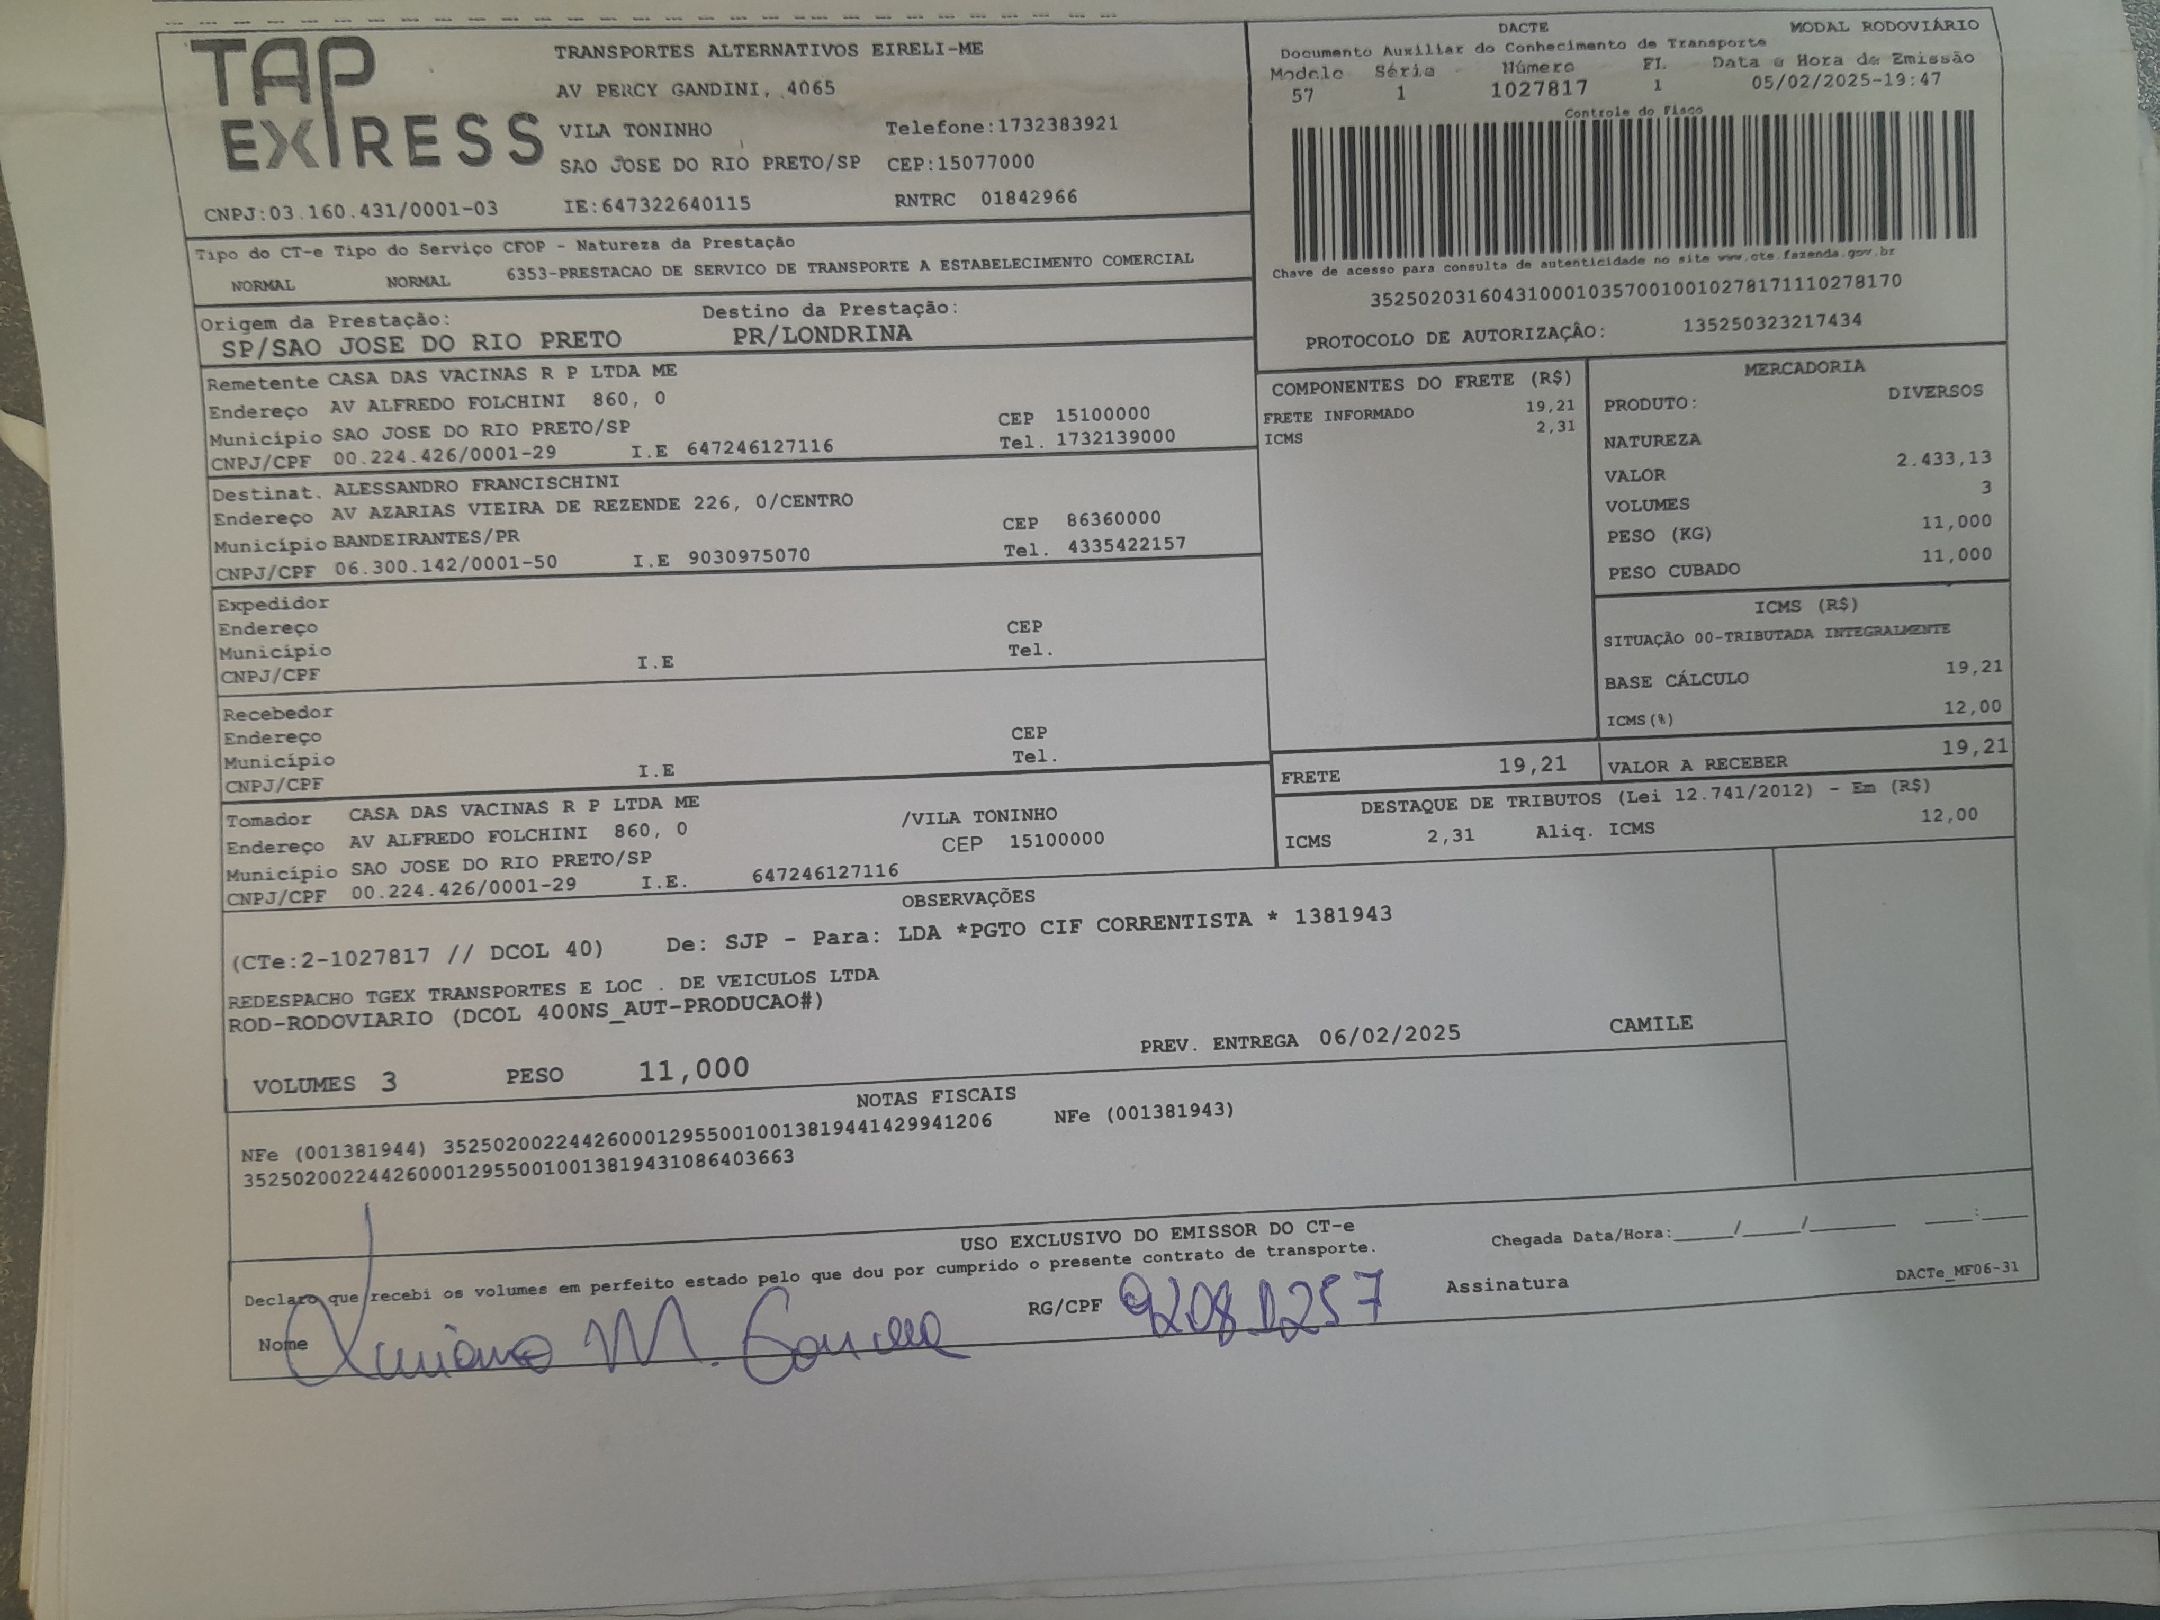 TAP EXPRESS
TRANSPORTES ALTERNATIVOS EIRELI-ME
AV PERCY GANDINI, 4065
VILA TONINHO Telefone:1732383921
SAO JOSE DO RIO PRETO/SP CEP:15077000
CNPJ:03.160.431/0001-03 IE:647322640115 RNTRC 01842966
DACTE MODAL RODOVIÁRIO
Documento Auxiliar do Conhecimento de Transporte
Modelo Série Número FL Data e Hora de Emissão
57 1 1027817 1 05/02/2025-19:47
Controle do Fisco
Chave de acesso para consulta de autenticidade no site www.cte.fazenda.gov.br
35250203160431000103570010010278171110278170
PROTOCOLO DE AUTORIZAÇÃO: 135250323217434
Tipo do CT-e Tipo do Serviço CFOP - Natureza da Prestação
NORMAL NORMAL 6353-PRESTACAO DE SERVICO DE TRANSPORTE A ESTABELECIMENTO COMERCIAL
Origem da Prestação: Destino da Prestação:
SP/SAO JOSE DO RIO PRETO PR/LONDRINA
Remetente CASA DAS VACINAS R P LTDA ME
Endereço AV ALFREDO FOLCHINI 860, 0 CEP 15100000
Município SAO JOSE DO RIO PRETO/SP Tel. 1732139000
CNPJ/CPF 00.224.426/0001-29 I.E 647246127116
Destinat. ALESSANDRO FRANCISCHINI
Endereço AV AZARIAS VIEIRA DE REZENDE 226, 0/CENTRO CEP 86360000
Município BANDEIRANTES/PR Tel. 4335422157
CNPJ/CPF 06.300.142/0001-50 I.E 9030975070
Expedidor
Endereço CEP
Município Tel.
CNPJ/CPF I.E
Recebedor
Endereço CEP
Município Tel.
CNPJ/CPF I.E
Tomador CASA DAS VACINAS R P LTDA ME /VILA TONINHO
Endereço AV ALFREDO FOLCHINI 860, 0 CEP 15100000
Município SAO JOSE DO RIO PRETO/SP
CNPJ/CPF 00.224.426/0001-29 I.E. 647246127116
COMPONENTES DO FRETE (R$)
FRETE INFORMADO 19,21
ICMS 2,31
MERCADORIA
PRODUTO: DIVERSOS
NATUREZA
VALOR 2.433,13
VOLUMES 3
PESO (KG) 11,000
PESO CUBADO 11,000
ICMS (R$)
SITUAÇÃO 00-TRIBUTADA INTEGRALMENTE
BASE CÁLCULO 19,21
ICMS(%) 12,00
FRETE 19,21 VALOR A RECEBER 19,21
DESTAQUE DE TRIBUTOS (Lei 12.741/2012) - Em (R$)
ICMS 2,31 Aliq. ICMS 12,00
OBSERVAÇÕES
(CTe:2-1027817 // DCOL 40) De: SJP - Para: LDA *PGTO CIF CORRENTISTA * 1381943
REDESPACHO TGEX TRANSPORTES E LOC . DE VEICULOS LTDA
ROD-RODOVIARIO (DCOL 400NS_AUT-PRODUCAO#)
VOLUMES 3 PESO 11,000 PREV. ENTREGA 06/02/2025 CAMILE
NOTAS FISCAIS
NFe (001381944) 35250200224426000129550010013819441429941206 NFe (001381943)
35250200224426000129550010013819431086403663
USO EXCLUSIVO DO EMISSOR DO CT-e
Declaro que recebi os volumes em perfeito estado pelo que dou por cumprido o presente contrato de transporte.
Chegada Data/Hora:_____/_____/_______ ____:____
Nome RG/CPF 92081257 Assinatura
DACTe_MF06-31